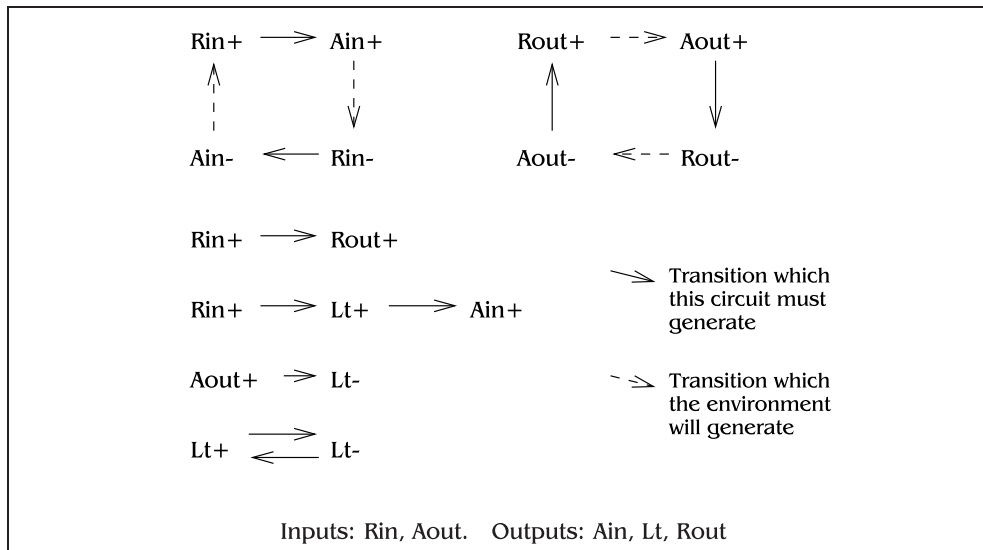 Rin+ Ain+ Rout+ Aout+
Ain- Rin- Aout- Rout-
Rin+ Rout+
Rin+ Lt+ Ain+
Aout+ Lt-
Lt+ Lt-
Transition which
this circuit must
generate
Transition which
the environment
will generate
Inputs: Rin, Aout. Outputs: Ain, Lt, Rout